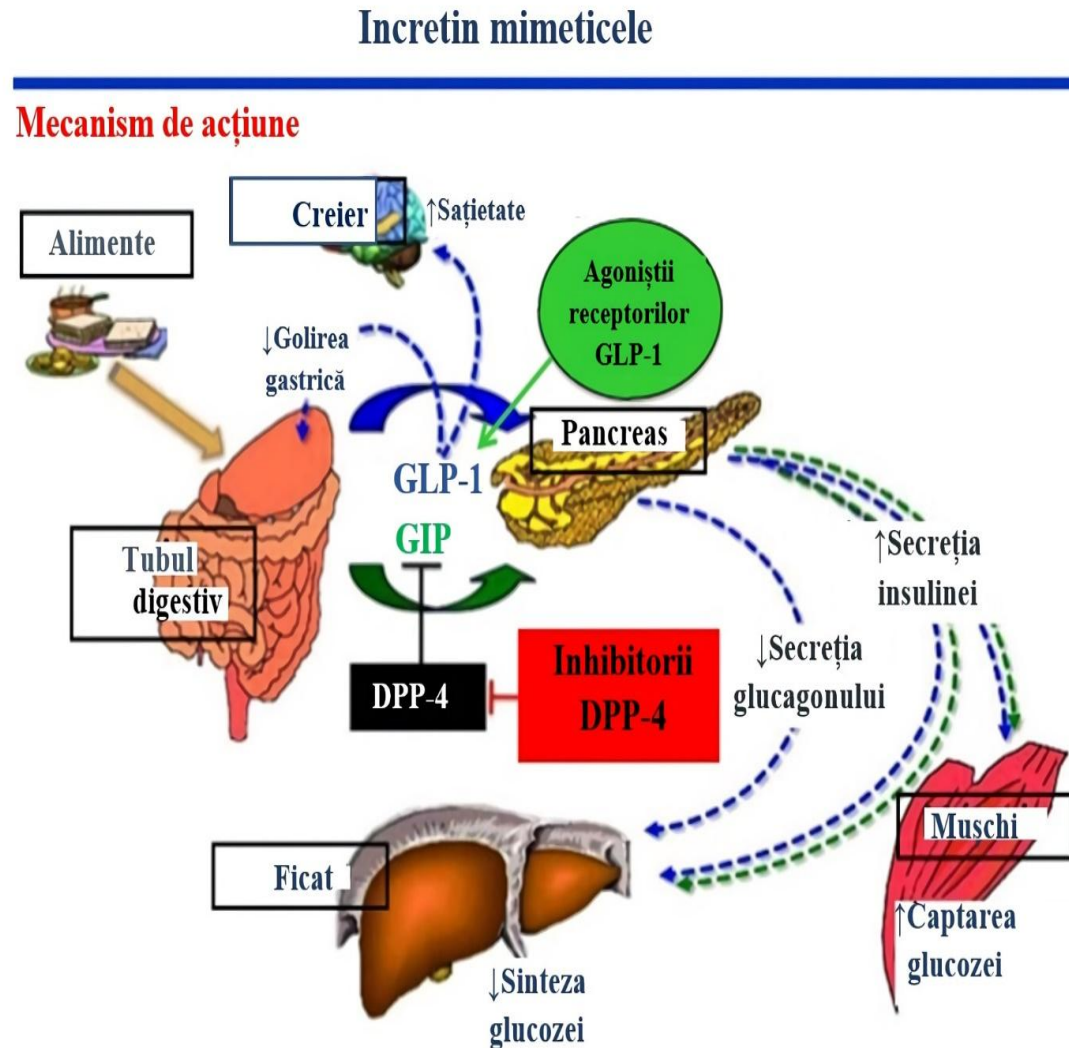 Incretin mimeticele
Mecanism de acțiune
Creier
↑Sațietate
Alimente
Agoniștii
receptorilor
GLP-1
↓Golirea
gastrică
Pancreas
GLP-1
GIP
Tubul
digestiv
↑Secreția
insulinei
DPP-4
Inhibitorii
DPP-4
↓Secreția
glucagonului
Ficat
Mușchi
↑Captarea
glucozei
↓Sinteza
glucozei